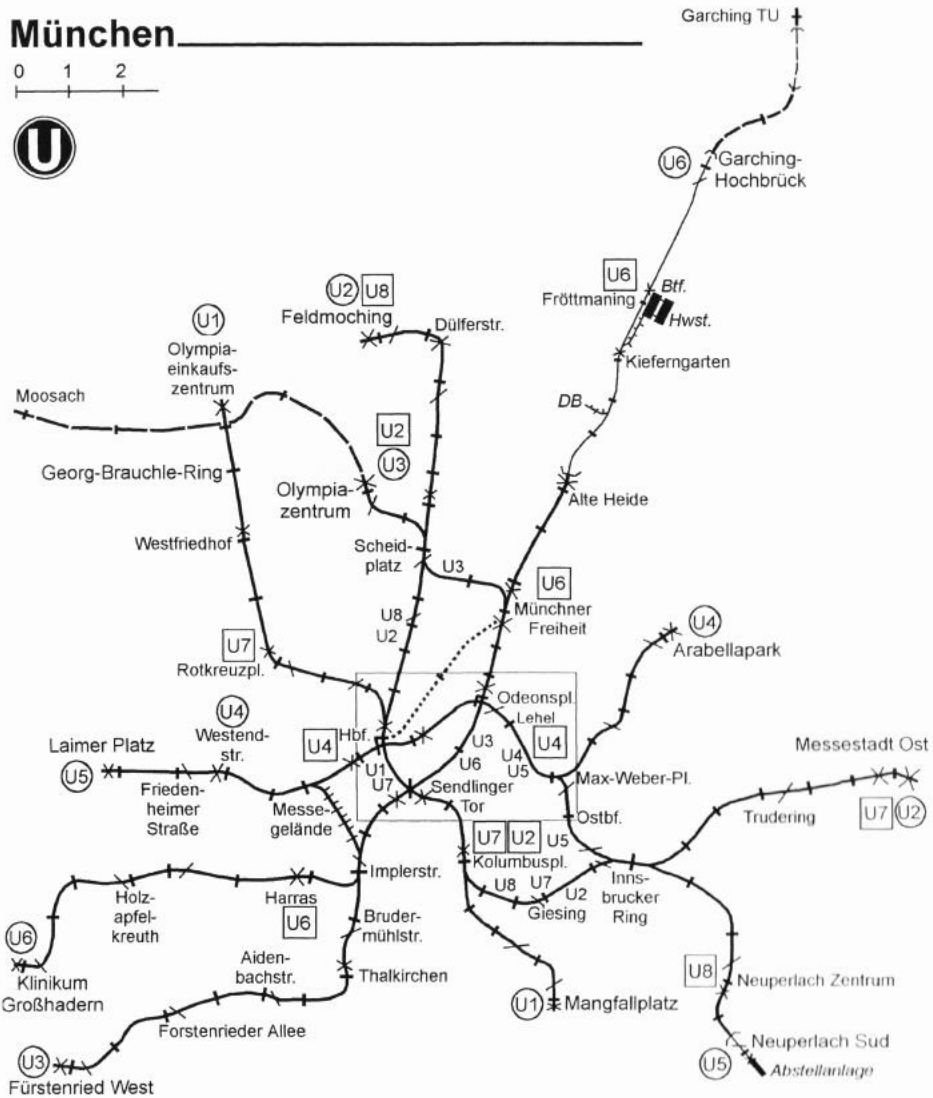 Garching TU
München
0 1 2
U
U6
Garching-
Hochbrück
U6
Btf.
Fröttmaning
Hwst.
U2 U8
Feldmoching
Dülferstr.
U1
Olympia-
einkaufs-
zentrum
Kieferngarten
Moosach
DB
U2
U3
Georg-Brauchle-Ring
Olympia-
zentrum
Alte Heide
Westfriedhof
Scheid-
platz
U3
U6
Münchner
Freiheit
U8
U2
U4
Arabellapark
U7
Rotkreuzpl.
Odeonspl.
Lehel
U4
Westend-
str.
U4
Hbf.
U3
U6
U4
U5
U4
Messestadt Ost
Laimer Platz
U5
U1
U7
Sendlinger
Tor
Max-Weber-Pl.
Frieden-
heimer
Straße
Messe-
gelände
Ostbf.
Trudering
U7 U2
U7 U2
Kolumbuspl.
U5
Implerstr.
U8
U7
U2
Giesing
Inns-
brucker
Ring
Holz-
apfel-
kreuth
Harras
U6
Bruder-
mühlstr.
U6
Klinikum
Großhadern
Aiden-
bachstr.
Thalkirchen
U8
Neuperlach Zentrum
U1
Mangfallplatz
Forstenrieder Allee
Neuperlach Süd
U5
Abstellanlage
U3
Fürstenried West